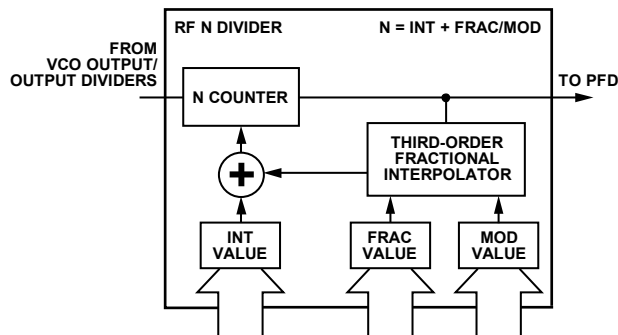 RF N DIVIDER
N = INT + FRAC/MOD
FROM
VCO OUTPUT/
OUTPUT DIVIDERS
N COUNTER
TO PFD
THIRD-ORDER
FRACTIONAL
INTERPOLATOR
+
INT
VALUE
FRAC
VALUE
MOD
VALUE